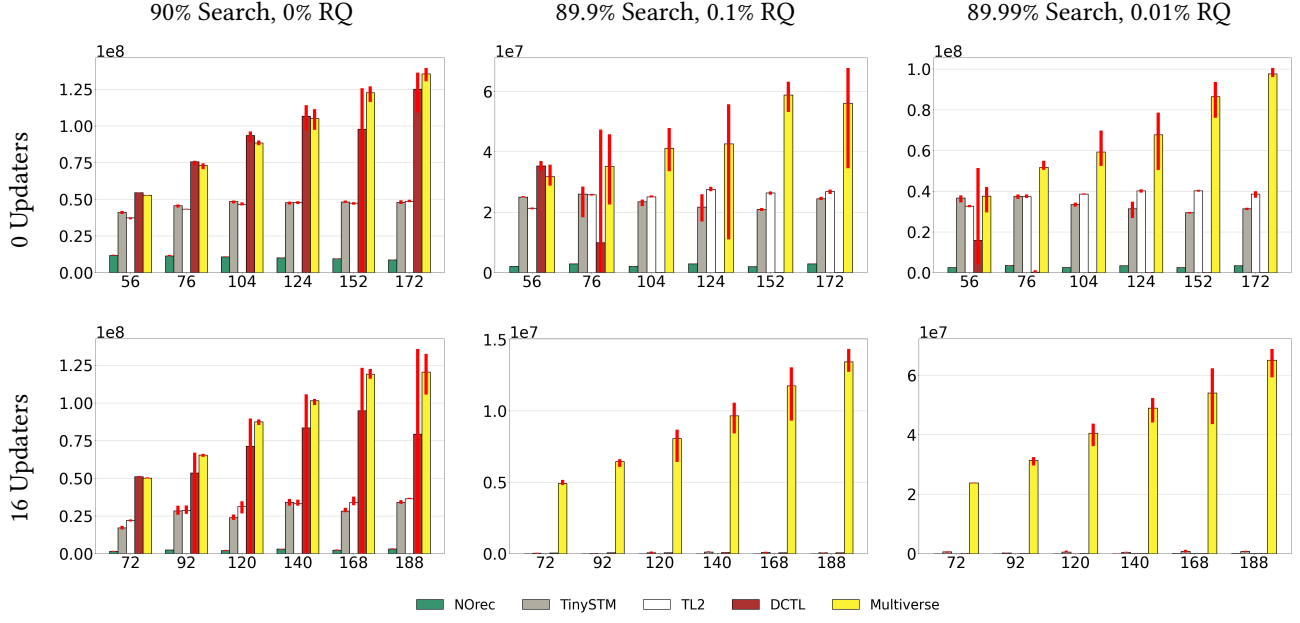 90% Search, 0% RQ
89.9% Search, 0.1% RQ
89.99% Search, 0.01% RQ
0 Updaters
1e8
1.25
1.00
0.75
0.50
0.25
0.00
56 76 104 124 152 172
1e7
6
4
2
0
56 76 104 124 152 172
1e8
1.0
0.8
0.6
0.4
0.2
0.0
56 76 104 124 152 172
16 Updaters
1e8
1.25
1.00
0.75
0.50
0.25
0.00
72 92 120 140 168 188
1e7
1.5
1.0
0.5
0.0
72 92 120 140 168 188
1e7
6
4
2
0
72 92 120 140 168 188
NOrec TinySTM TL2 DCTL Multiverse